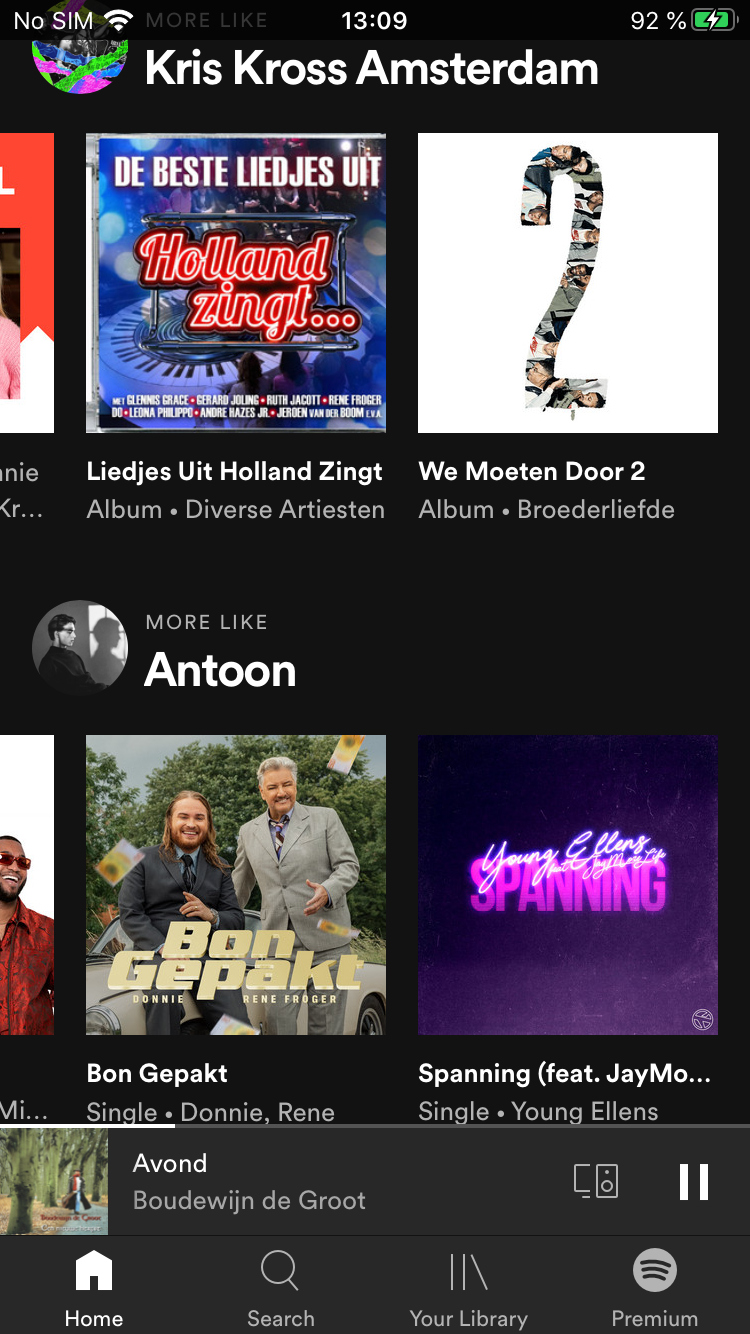 No SIM
MORE LIKE
13:09
92 %
Kris Kross Amsterdam
L
DE BESTE LIEDJES UIT
Holland
zingt...
MET GLENNIS GRACE • GERARD JOLING • RUTH JACOTT • RENE FROGER
DO • LEONA PHILIPPO • ANDRE HAZES JR. • JEROEN VAN DER BOOM E.V.A.
2
nnie
Kr...
Liedjes Uit Holland Zingt
Album • Diverse Artiesten
We Moeten Door 2
Album • Broederliefde
MORE LIKE
Antoon
Bon
Gepakt
DONNIE
RENE FROGER
Young Ellens
feat JayMoseLife
SPANNING
Mi...
Bon Gepakt
Single • Donnie, Rene
Spanning (feat. JayMo...
Single • Young Ellens
Avond
Boudewijn de Groot
Boudewijn de Groot
Home
Search
Your Library
Premium